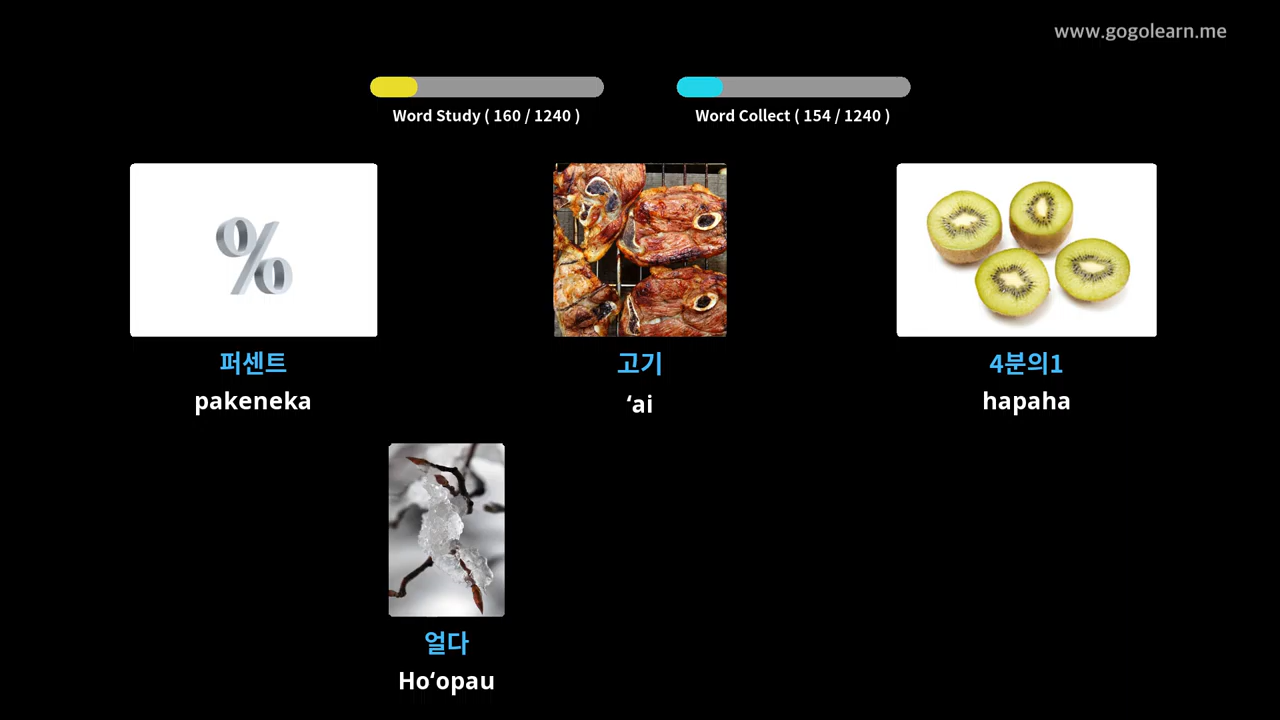 www.gogolearn.me
Word Study ( 160 / 1240 )
Word Collect ( 154 / 1240 )
%
퍼센트
pakeneka
고기
ʻai
4분의1
hapaha
얼다
Hoʻopau